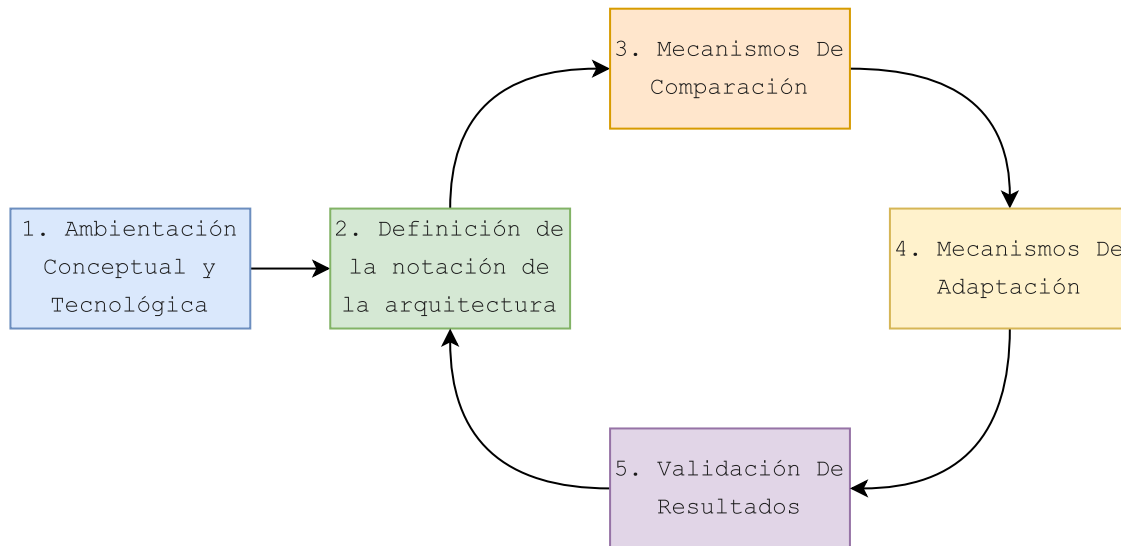 1. Ambientación
Conceptual y
Tecnológica
2. Definición de
la notación de
la arquitectura
3. Mecanismos De
Comparación
4. Mecanismos De
Adaptación
5. Validación De
Resultados